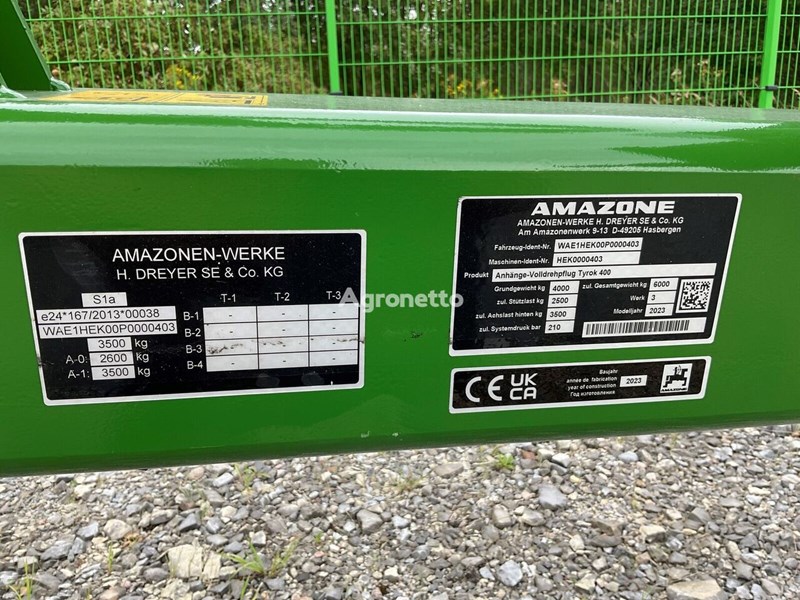 AMAZONEN-WERKE
H. DREYER SE & Co. KG
S1a
T-1 T-2 T-3
e24*167/2013*00038
B-1 - - -
WAE1HEK00P0000403
B-2 - - -
3500 kg
B-3 - - -
A-0: 2600 kg
B-4 - - -
A-1: 3500 kg
Agronetto
AMAZONE
AMAZONEN-WERKE H. DREYER SE & Co. KG
Am Amazonenwerk 9-13 D-49205 Hasbergen
Fahrzeug-Ident-Nr. WAE1HEK00P0000403
Maschinen-Ident-Nr. HEK0000403
Produkt Anhänge-Volldrehpflug Tyrok 400
Grundgewicht kg 4000 zul. Gesamtgewicht kg 6000
zul. Stützlast kg 2500 Werk 3
zul. Achslast hinten kg 3500 Modelljahr 2023
zul. Systemdruck bar 210
CE UK CA
Baujahr
année de fabrication
year of construction
Год изготовления
2023
AMAZONE